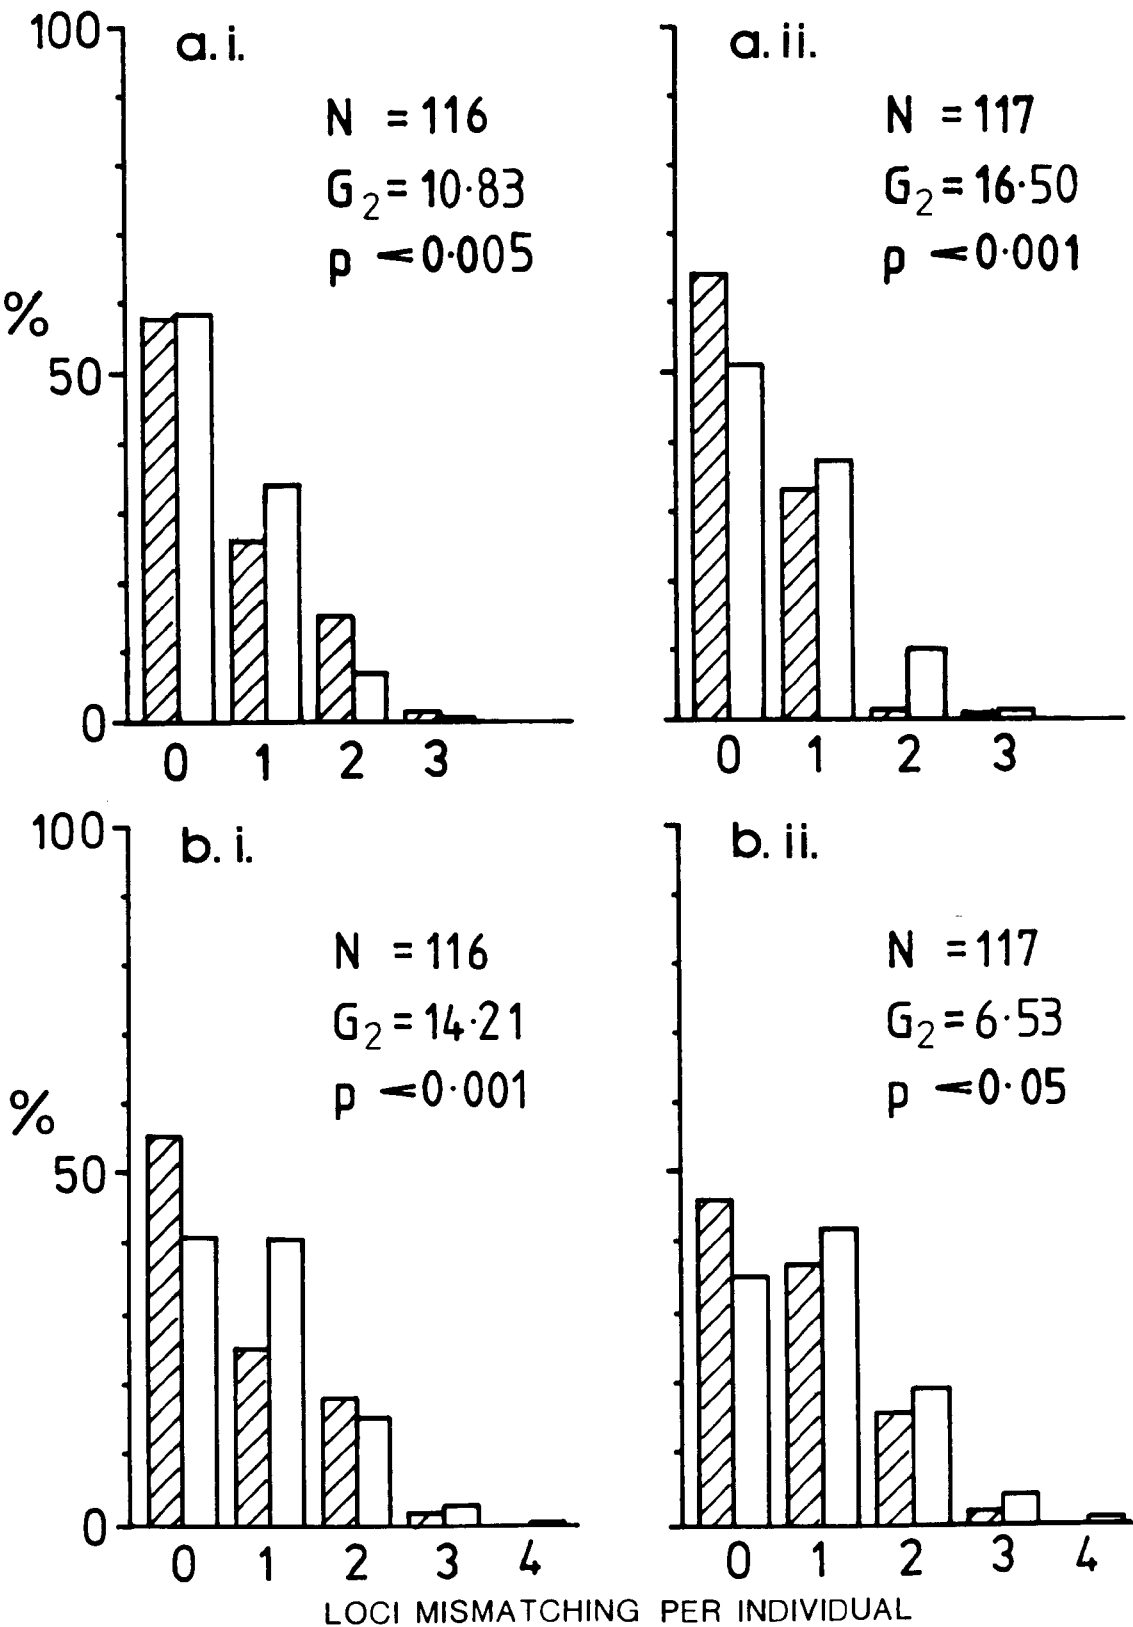 a. i.
N = 116
G₂ = 10·83
p < 0·005
100
%
50
0
0 1 2 3
a. ii.
N = 117
G₂ = 16·50
p < 0·001
0 1 2 3
b. i.
N = 116
G₂ = 14·21
p < 0·001
100
%
50
0
0 1 2 3 4
b. ii.
N = 117
G₂ = 6·53
p < 0·05
0 1 2 3 4
LOCI MISMATCHING PER INDIVIDUAL